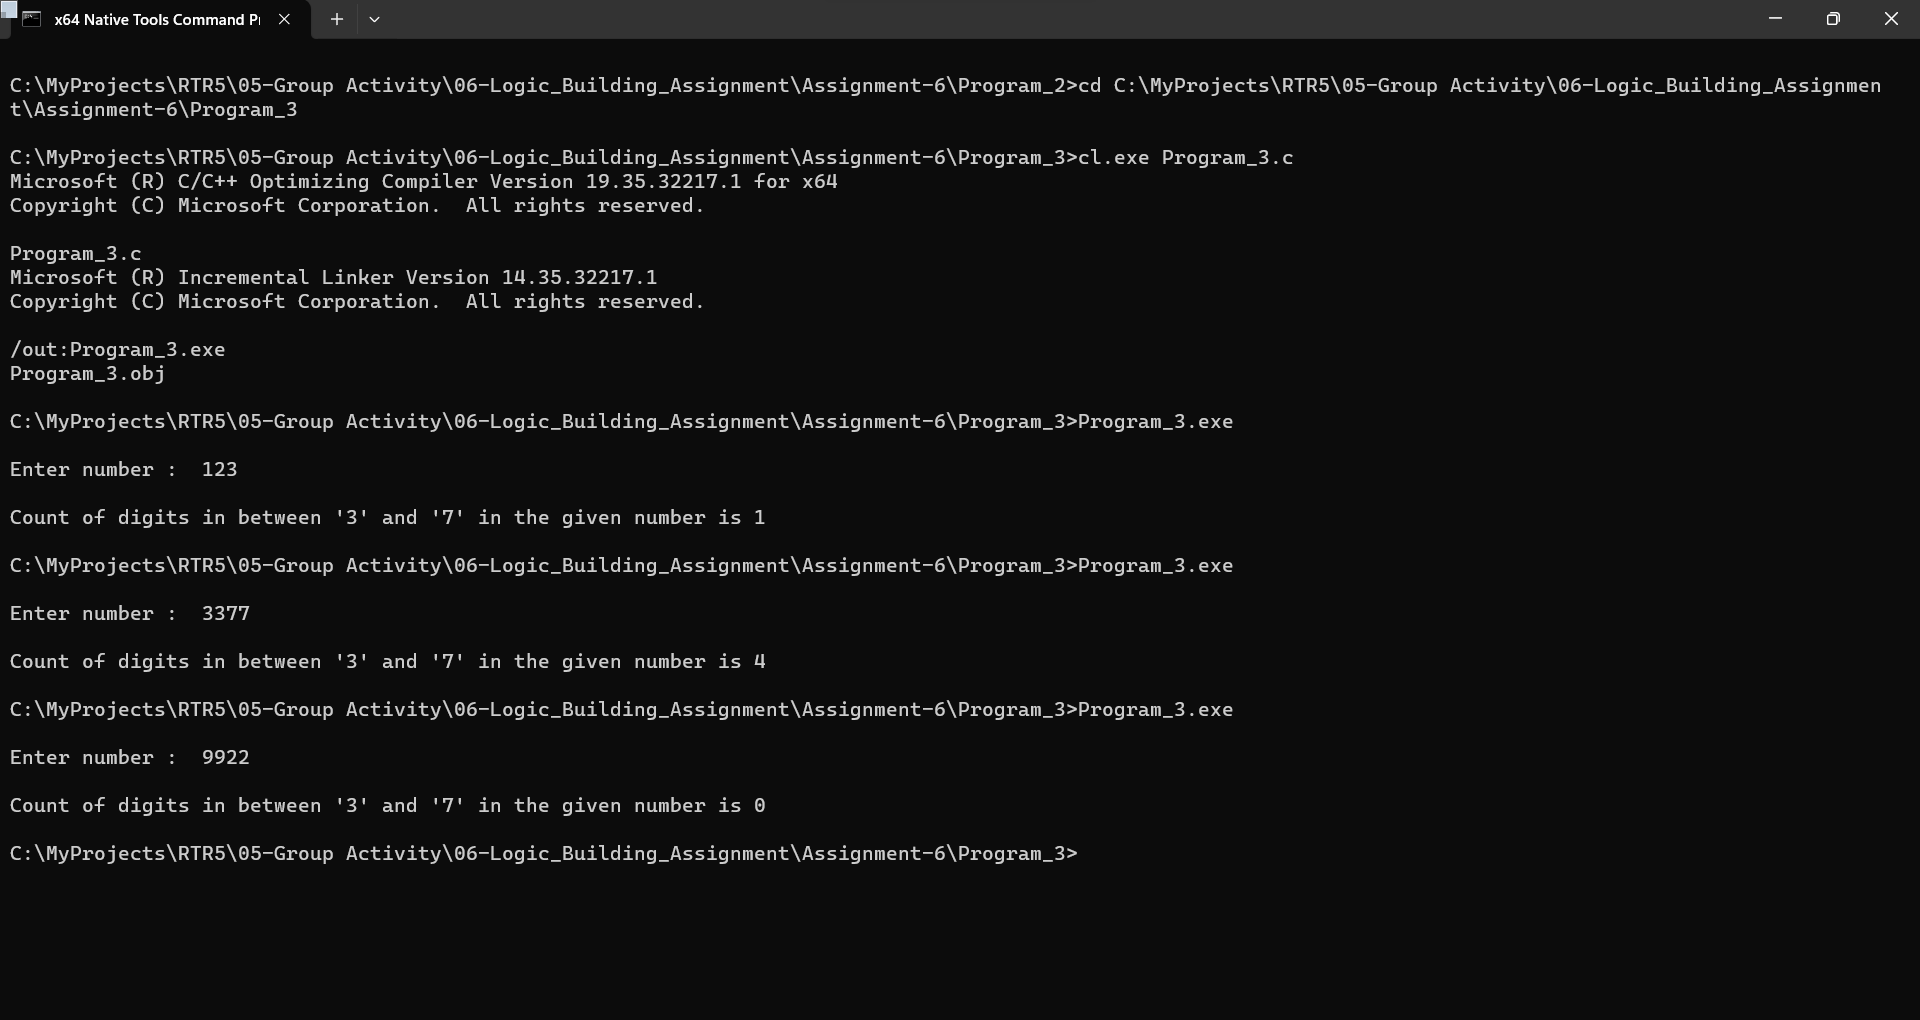 x64 Native Tools Command P
C:\MyProjects\RTR5\05-Group Activity\06-Logic_Building_Assignment\Assignment-6\Program_2>cd C:\MyProjects\RTR5\05-Group Activity\06-Logic_Building_Assignmen
t\Assignment-6\Program_3
C:\MyProjects\RTR5\05-Group Activity\06-Logic_Building_Assignment\Assignment-6\Program_3>cl.exe Program_3.c
Microsoft (R) C/C++ Optimizing Compiler Version 19.35.32217.1 for x64
Copyright (C) Microsoft Corporation.  All rights reserved.
Program_3.c
Microsoft (R) Incremental Linker Version 14.35.32217.1
Copyright (C) Microsoft Corporation.  All rights reserved.
/out:Program_3.exe
Program_3.obj
C:\MyProjects\RTR5\05-Group Activity\06-Logic_Building_Assignment\Assignment-6\Program_3>Program_3.exe
Enter number :  123
Count of digits in between '3' and '7' in the given number is 1
C:\MyProjects\RTR5\05-Group Activity\06-Logic_Building_Assignment\Assignment-6\Program_3>Program_3.exe
Enter number :  3377
Count of digits in between '3' and '7' in the given number is 4
C:\MyProjects\RTR5\05-Group Activity\06-Logic_Building_Assignment\Assignment-6\Program_3>Program_3.exe
Enter number :  9922
Count of digits in between '3' and '7' in the given number is 0
C:\MyProjects\RTR5\05-Group Activity\06-Logic_Building_Assignment\Assignment-6\Program_3>